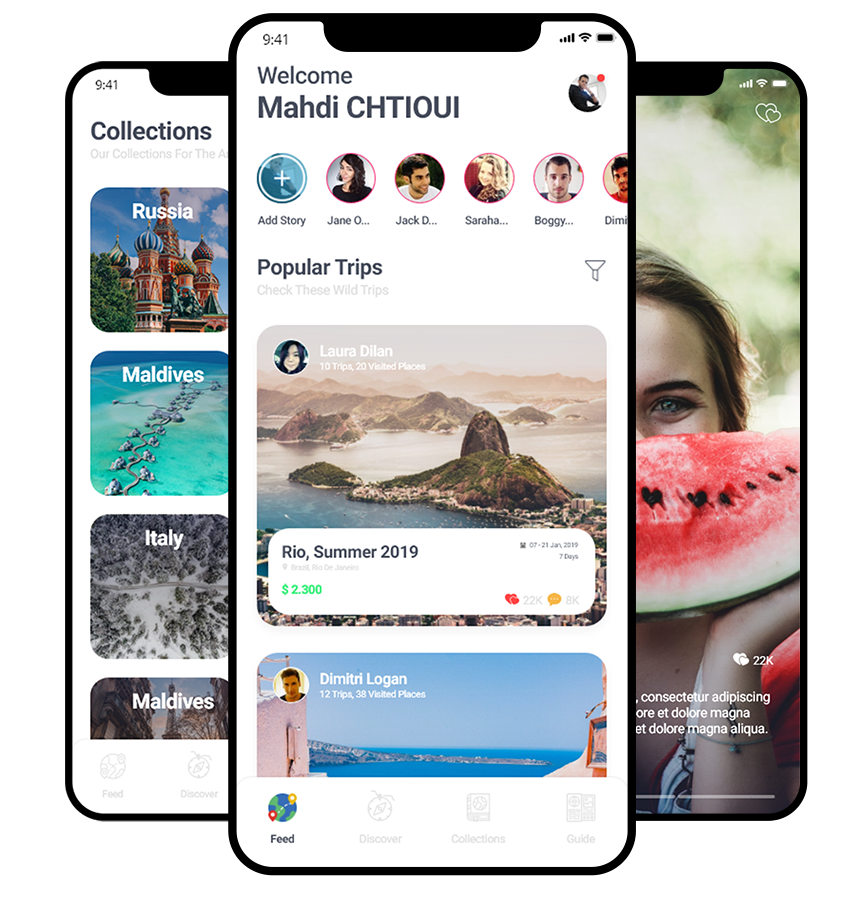 9:41
Collections
Our Collections For The A
Russia
Maldives
Italy
Maldives
Feed
Discover
9:41
Welcome
Mahdi CHTIOUI
Add Story
Jane O...
Jack D...
Saraha...
Boggy...
Dimi
Popular Trips
Check These Wild Trips
Laura Dilan
10 Trips, 20 Visited Places
Rio, Summer 2019
07 - 21 Jan, 2019
7 Days
Brazil, Rio De Janeiro
$ 2.300
22K
8K
Dimitri Logan
12 Trips, 38 Visited Places
Feed
Discover
Collections
Guide
22K
, consectetur adipiscing
ore et dolore magna
et dolore magna aliqua.